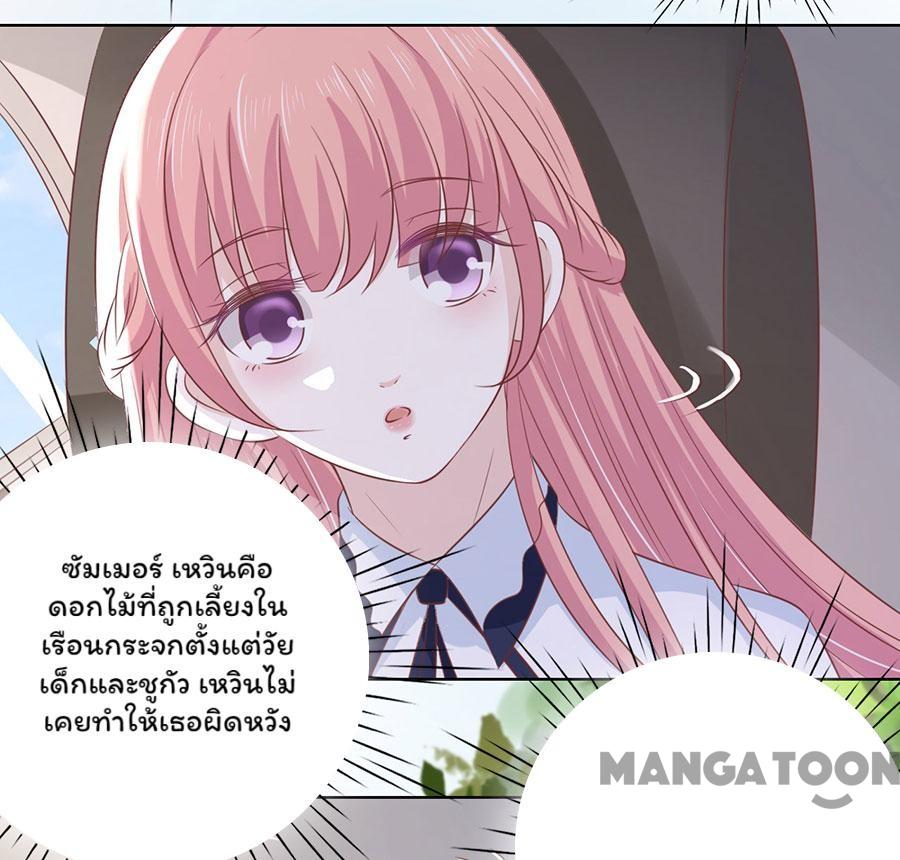 ซัมเมอร์ เหวินคือ
ดอกไม้ที่ถูกเลี้ยงใน
เรือนกระจกตั้งแต่วัย
เด็กและชูกัว เหวินไม่
เคยทำให้เธอผิดหวัง
MANGATOON